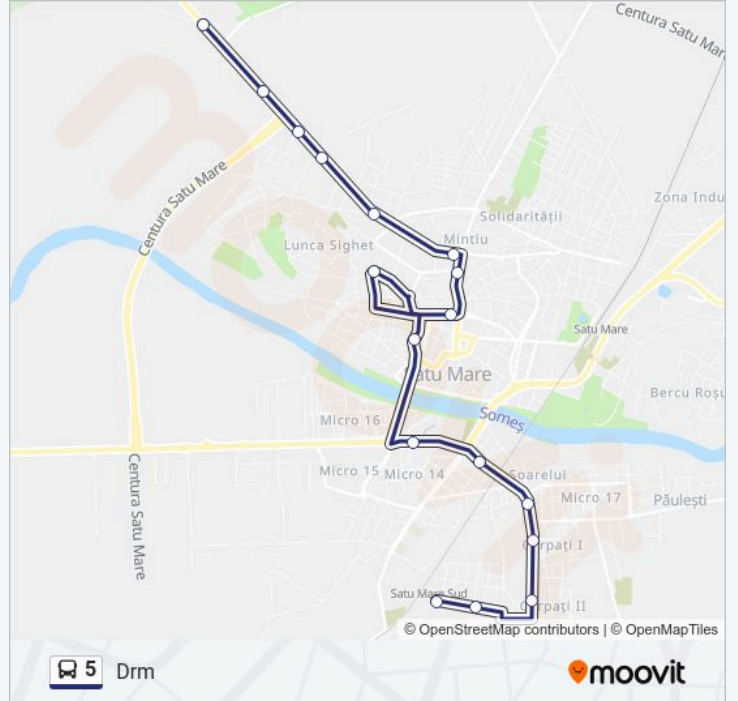 Centura Satu Mare
Centura Satu Mare
Zona Indu
Solidarității
Lunca Sighet
Mintiu
Satu Mare
Satu Mare
Bercu Roșu
Micro 16
Someș
Micro 15
Micro 14
Soarelui
Micro 17
Păulești
Centura Satu Mare
Carpați I
Satu Mare Sud
Carpați II
© OpenStreetMap contributors | © OpenMapTiles
5 Drm
moovit